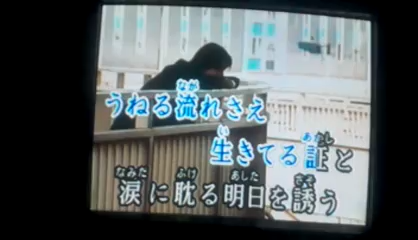 うねる流れさえ
生きてる証と
涙に耽る明日を誘う